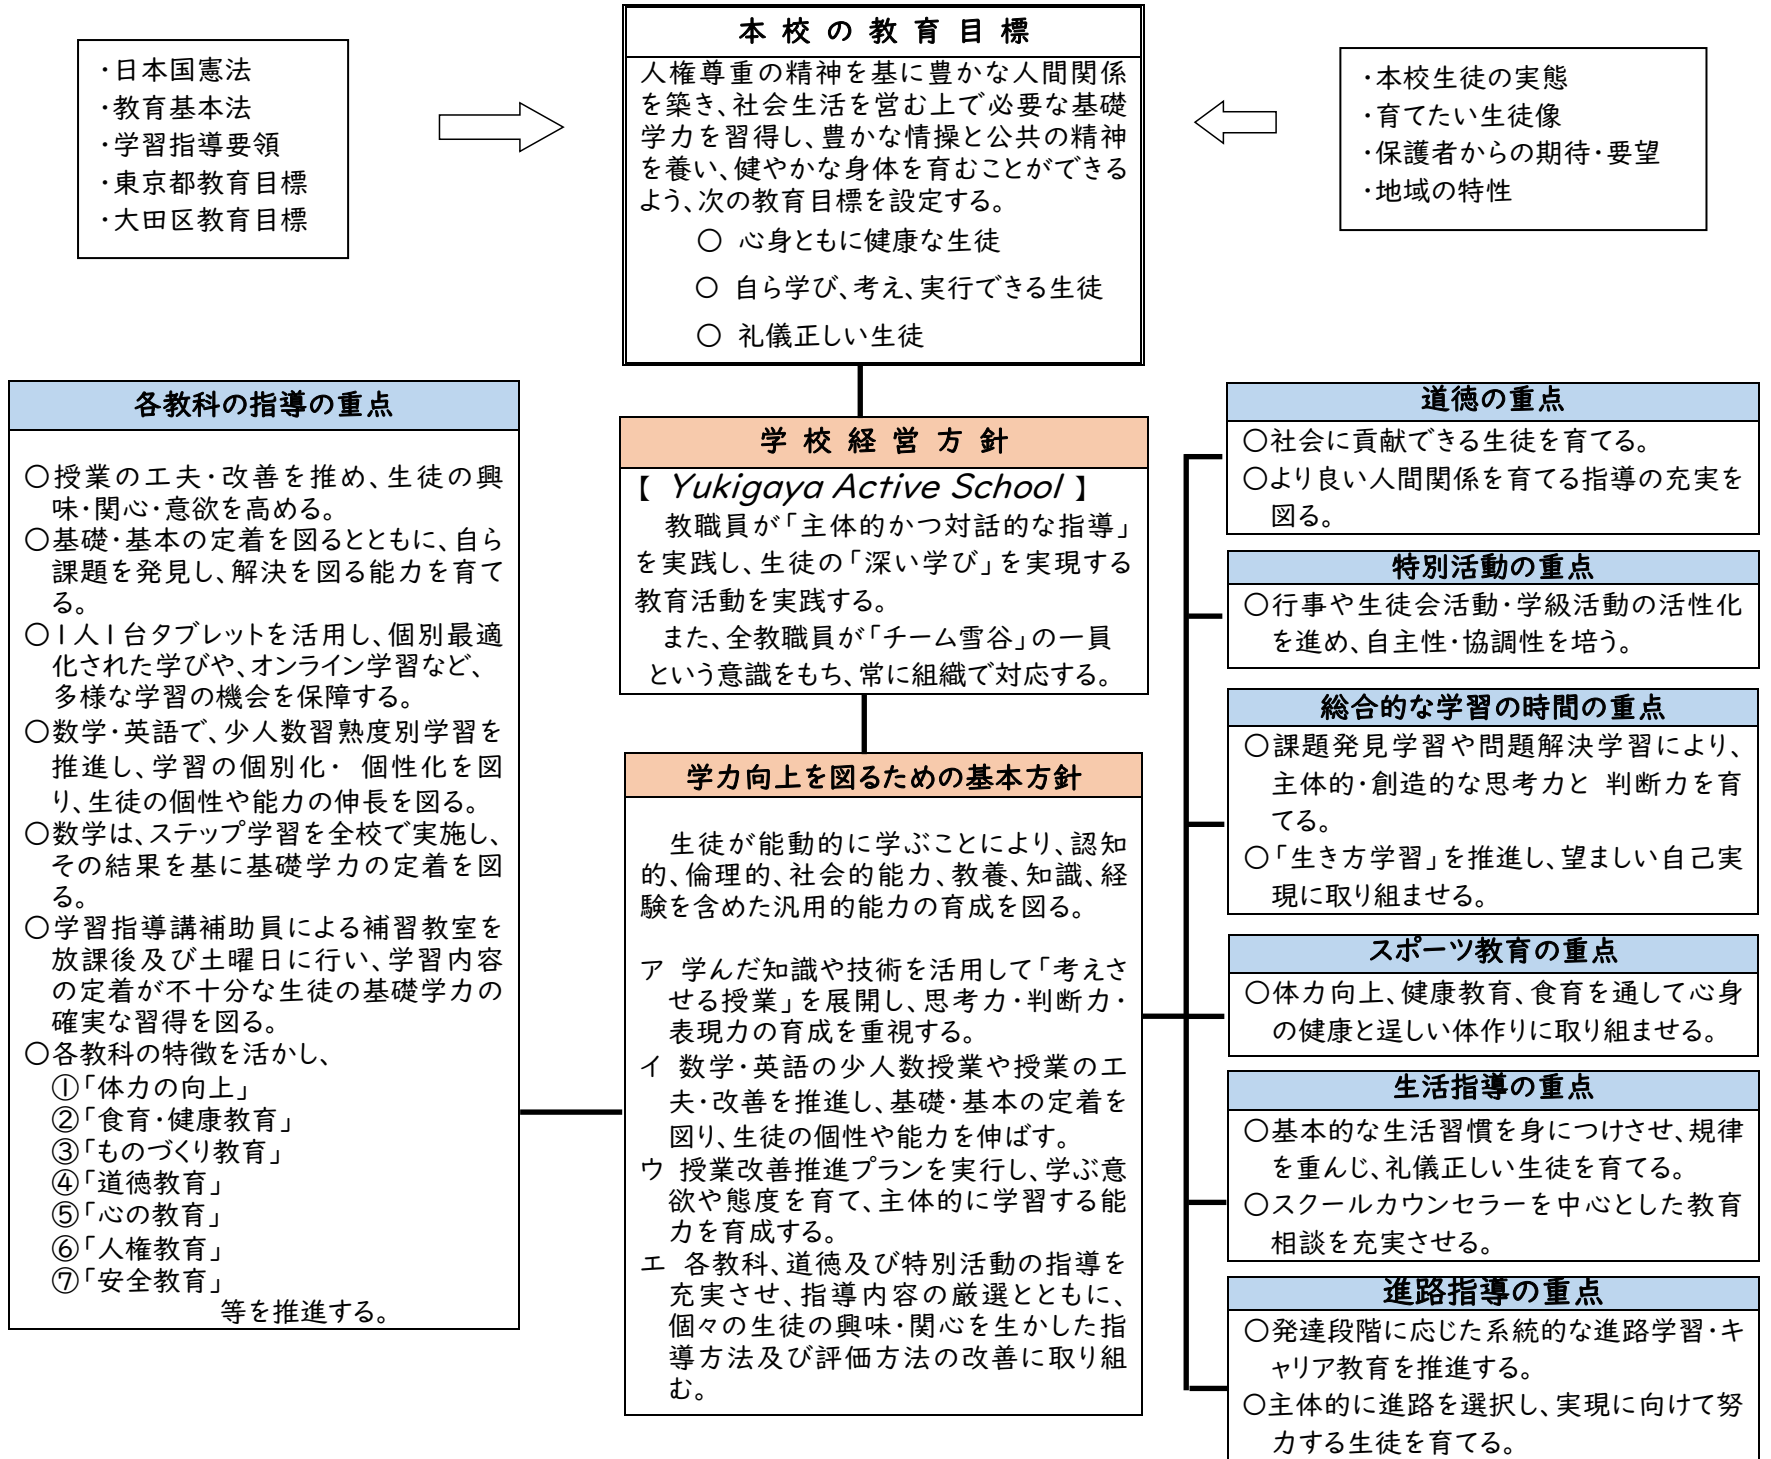 ・日本国憲法
・教育基本法
・学習指導要領
・東京都教育目標
・大田区教育目標
本校の教育目標
人権尊重の精神を基に豊かな人間関係
を築き、社会生活を営む上で必要な基礎
学力を習得し、豊かな情操と公共の精神
を養い、健やかな身体を育むことができる
よう、次の教育目標を設定する。
○ 心身ともに健康な生徒
○ 自ら学び、考え、実行できる生徒
○ 礼儀正しい生徒
・本校生徒の実態
・育てたい生徒像
・保護者からの期待・要望
・地域の特性
各教科の指導の重点
○授業の工夫・改善を推め、生徒の興
味・関心・意欲を高める。
○基礎・基本の定着を図るとともに、自ら
課題を発見し、解決を図る能力を育て
る。
○1人1台タブレットを活用し、個別最適
化された学びや、オンライン学習など、
多様な学習の機会を保障する。
○数学・英語で、少人数習熟度別学習を
推進し、学習の個別化・ 個性化を図
り、生徒の個性や能力の伸長を図る。
○数学は、ステップ学習を全校で実施し、
その結果を基に基礎学力の定着を図
る。
○学習指導講補助員による補習教室を
放課後及び土曜日に行い、学習内容
の定着が不十分な生徒の基礎学力の
確実な習得を図る。
○各教科の特徴を活かし、
①「体力の向上」
②「食育・健康教育」
③「ものづくり教育」
④「道徳教育」
⑤「心の教育」
⑥「人権教育」
⑦「安全教育」
等を推進する。
学校経営方針
【 Yukigaya Active School 】
教職員が「主体的かつ対話的な指導」
を実践し、生徒の「深い学び」を実現する
教育活動を実践する。
また、全教職員が「チーム雪谷」の一員
という意識をもち、常に組織で対応する。
学力向上を図るための基本方針
生徒が能動的に学ぶことにより、認知
的、倫理的、社会的能力、教養、知識、経
験を含めた汎用的能力の育成を図る。
ア 学んだ知識や技術を活用して「考えさ
せる授業」を展開し、思考力・判断力・
表現力の育成を重視する。
イ 数学・英語の少人数授業や授業の工
夫・改善を推進し、基礎・基本の定着を
図り、生徒の個性や能力を伸ばす。
ウ 授業改善推進プランを実行し、学ぶ意
欲や態度を育て、主体的に学習する能
力を育成する。
エ 各教科、道徳及び特別活動の指導を
充実させ、指導内容の厳選とともに、
個々の生徒の興味・関心を生かした指
導方法及び評価方法の改善に取り組
む。
道徳の重点
○社会に貢献できる生徒を育てる。
○より良い人間関係を育てる指導の充実を
図る。
特別活動の重点
○行事や生徒会活動・学級活動の活性化
を進め、自主性・協調性を培う。
総合的な学習の時間の重点
○課題発見学習や問題解決学習により、
主体的・創造的な思考力と 判断力を育
てる。
○「生き方学習」を推進し、望ましい自己実
現に取り組ませる。
スポーツ教育の重点
○体力向上、健康教育、食育を通して心身
の健康と逞しい体作りに取り組ませる。
生活指導の重点
○基本的な生活習慣を身につけさせ、規律
を重んじ、礼儀正しい生徒を育てる。
○スクールカウンセラーを中心とした教育
相談を充実させる。
進路指導の重点
○発達段階に応じた系統的な進路学習・キ
ャリア教育を推進する。
○主体的に進路を選択し、実現に向けて努
力する生徒を育てる。